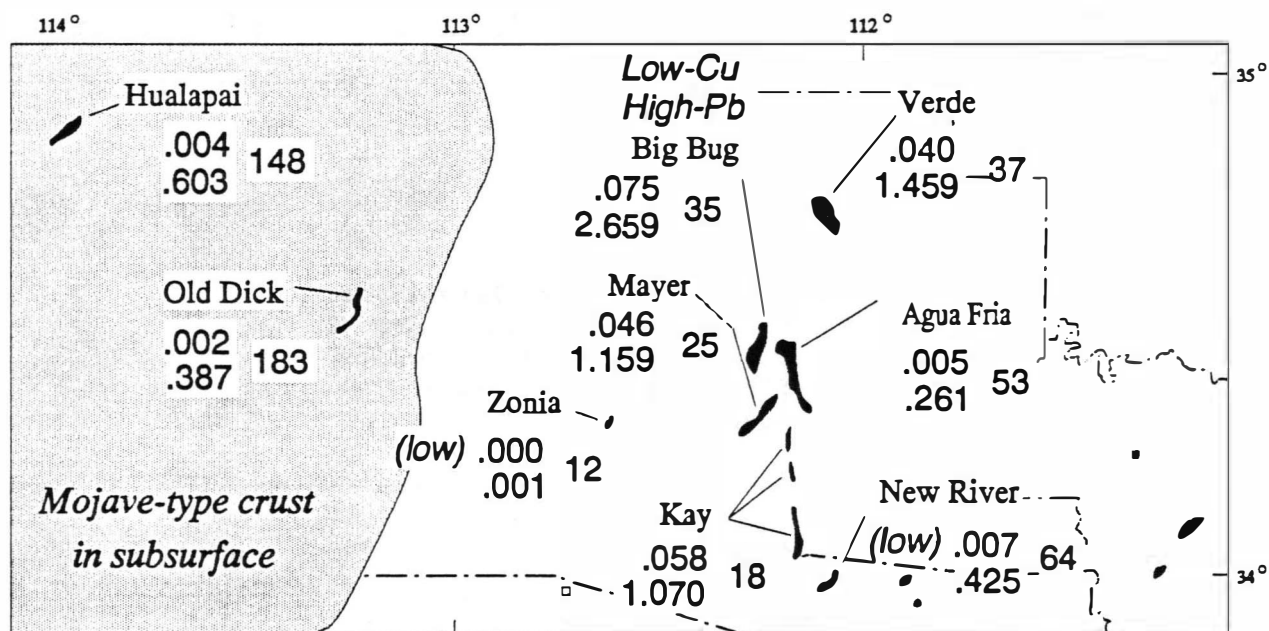 114° 113° 112°
35°
Low-Cu
High-Pb
Hualapai
.004
.603 148
Big Bug
.075
2.659 35
Verde
.040
1.459 37
Old Dick
.002
.387 183
Mayer
.046
1.159 25
Agua Fria
.005
.261 53
Zonia
(low) .000
.001 12
Mojave-type crust
in subsurface
Kay
.058
1.070 18
New River
(low) .007
.425 64
34°